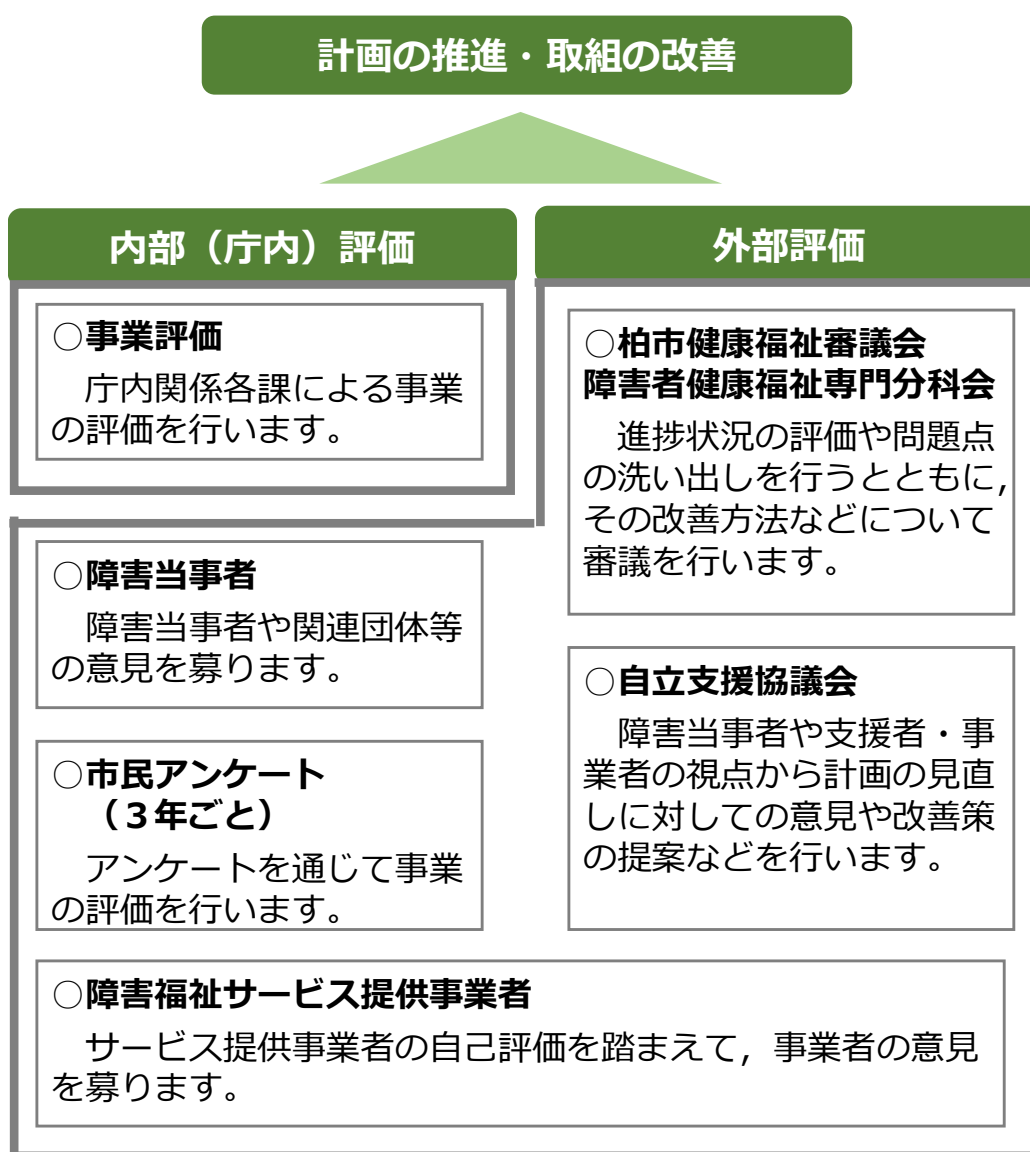 計画の推進・取組の改善
内部（庁内）評価
○事業評価
庁内関係各課による事業
の評価を行います。
外部評価
○柏市健康福祉審議会
障害者健康福祉専門分科会
進捗状況の評価や問題点
の洗い出しを行うとともに，
その改善方法などについて
審議を行います。
○障害当事者
障害当事者や関連団体等
の意見を募ります。
○自立支援協議会
障害当事者や支援者・事
業者の視点から計画の見直
しに対しての意見や改善策
の提案などを行います。
○市民アンケート
（３年ごと）
アンケートを通じて事業
の評価を行います。
○障害福祉サービス提供事業者
サービス提供事業者の自己評価を踏まえて，事業者の意見
を募ります。